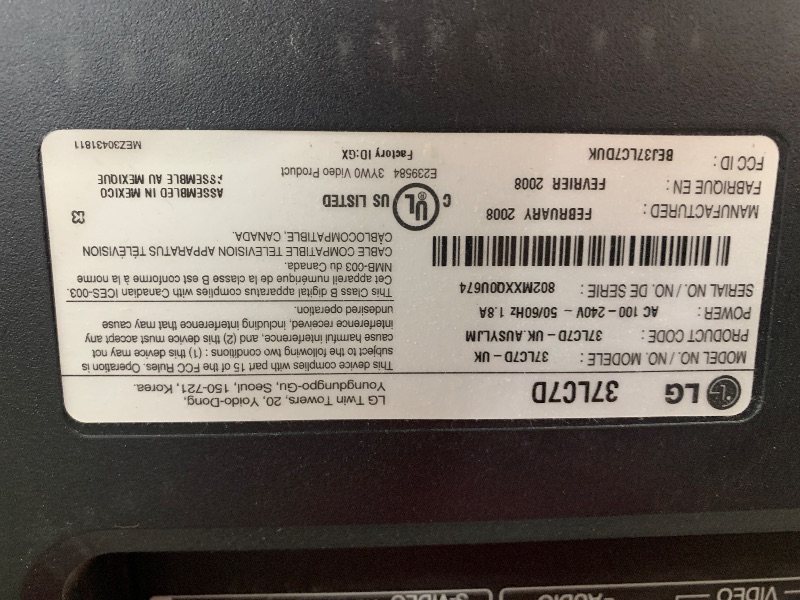 LG 37LC7D
LG Twin Towers, 20, Yoido-Dong,
Youngdungpo-Gu, Seoul, 150-721, Korea.
MODEL NO. / NO. MODELE : 37LC7D - UK
PRODUCT CODE : 37LC7D - UK.AUSYLJM
POWER : AC 100 - 240V ~ 50/60Hz 1.8A
SERIAL NO. / NO. DE SERIE : 802MXXQ0U674
MANUFACTURED : FEBRUARY 2008
FABRIQUE EN : FEVRIER 2008
FCC ID : BEJ37LC7DUK
This device complies with part 15 of the FCC. Rules. Operation is
subject to the following two conditions : (1) this device may not
cause harmful interference, and (2) this device must accept any
interference received, including interference that may cause
undesired operation.
This Class B digital apparatus complies with Canadian ICES-003.
Cet appareil numérique de la classe B est conforme à la norme
NMB-003 du Canada.
CABLE COMPATIBLE TELEVISION APPARATUS TÉLÉVISION
CÂBLOCOMPATIBLE, CANADA.
C UL US LISTED
E239584 3YW0 Video Product
Factory ID:GX
03
ASSEMBLED IN MEXICO
ASSEMBLE AU MEXIQUE
MEZ30431811
VIDEO
AUDIO
S-VIDEO